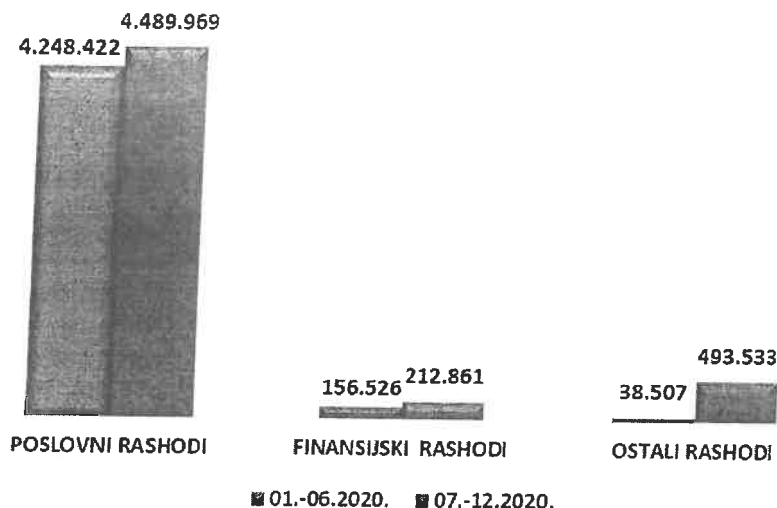 4.489.969
4.248.422
493.533
212.861
156.526
38.507
POSLOVNI RASHODI
FINANSIJSKI RASHODI
OSTALI RASHODI
01.-06.2020. 07.-12.2020.